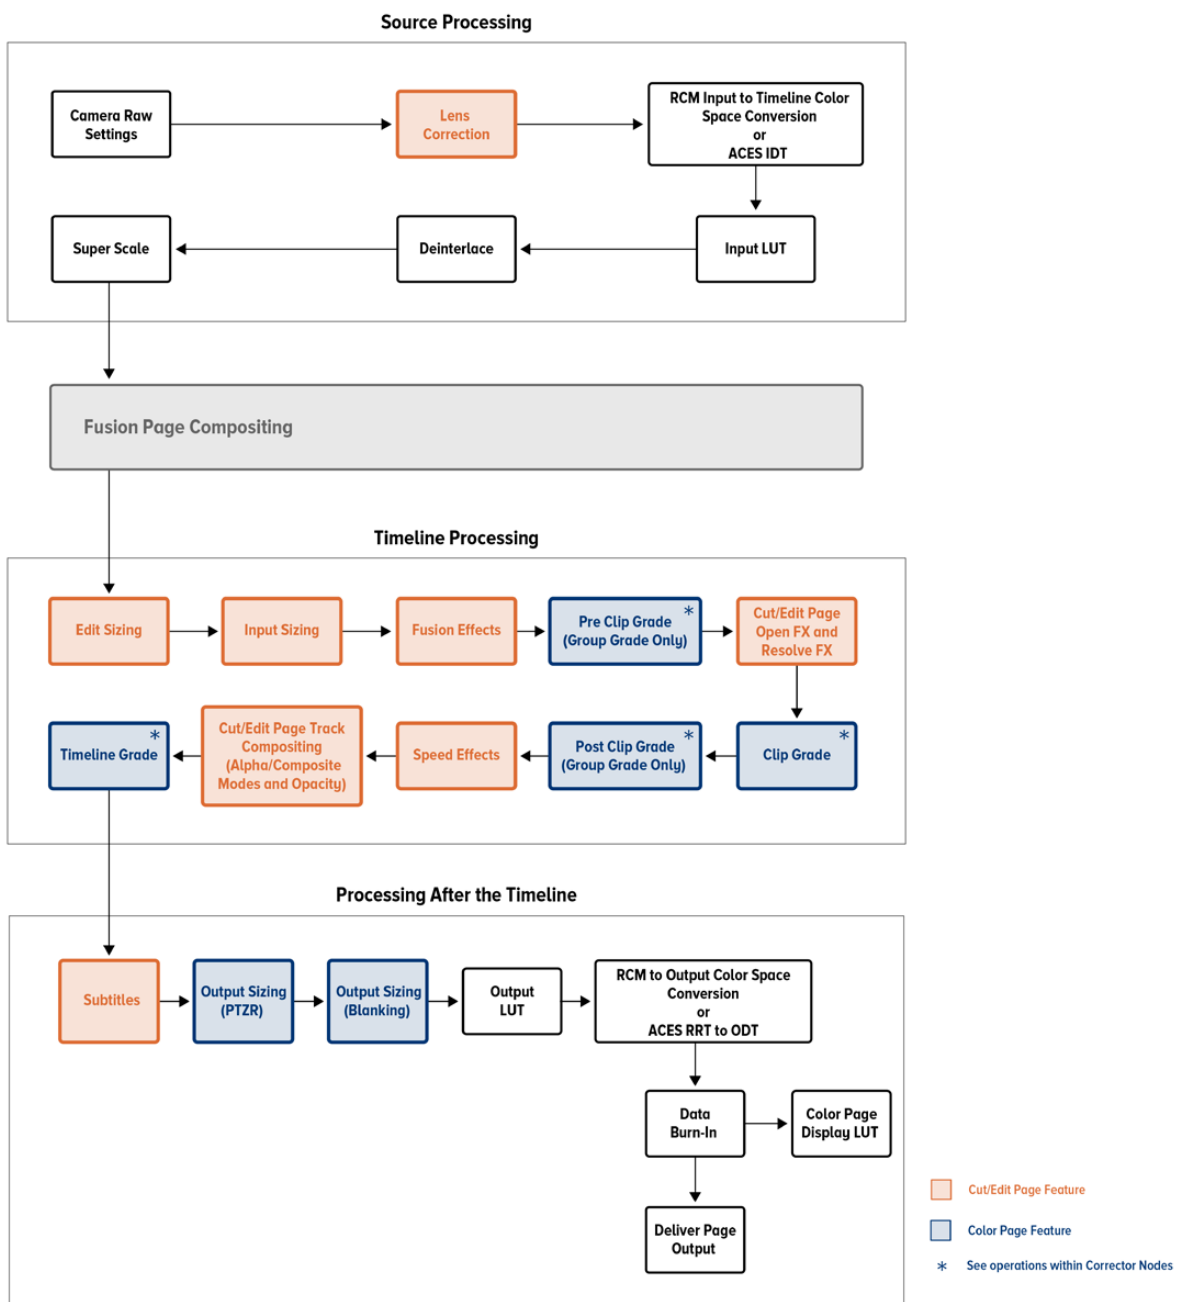 Source Processing
Camera Raw
Settings
Lens
Correction
RCM Input to Timeline Color
Space Conversion
or
ACES IDT
Super Scale
Deinterlace
Input LUT
Fusion Page Compositing
Timeline Processing
Edit Sizing
Input Sizing
Fusion Effects
*
Pre Clip Grade
(Group Grade Only)
Cut/Edit Page
Open FX and
Resolve FX
*
Timeline Grade
Cut/Edit Page Track
Compositing
(Alpha/Composite
Modes and Opacity)
Speed Effects
*
Post Clip Grade
(Group Grade Only)
*
Clip Grade
Processing After the Timeline
Subtitles
Output Sizing
(PTZR)
Output Sizing
(Blanking)
Output
LUT
RCM to Output Color Space
Conversion
or
ACES RRT to ODT
Data
Burn-In
Color Page
Display LUT
Deliver Page
Output
Cut/Edit Page Feature
Color Page Feature
* See operations within Corrector Nodes